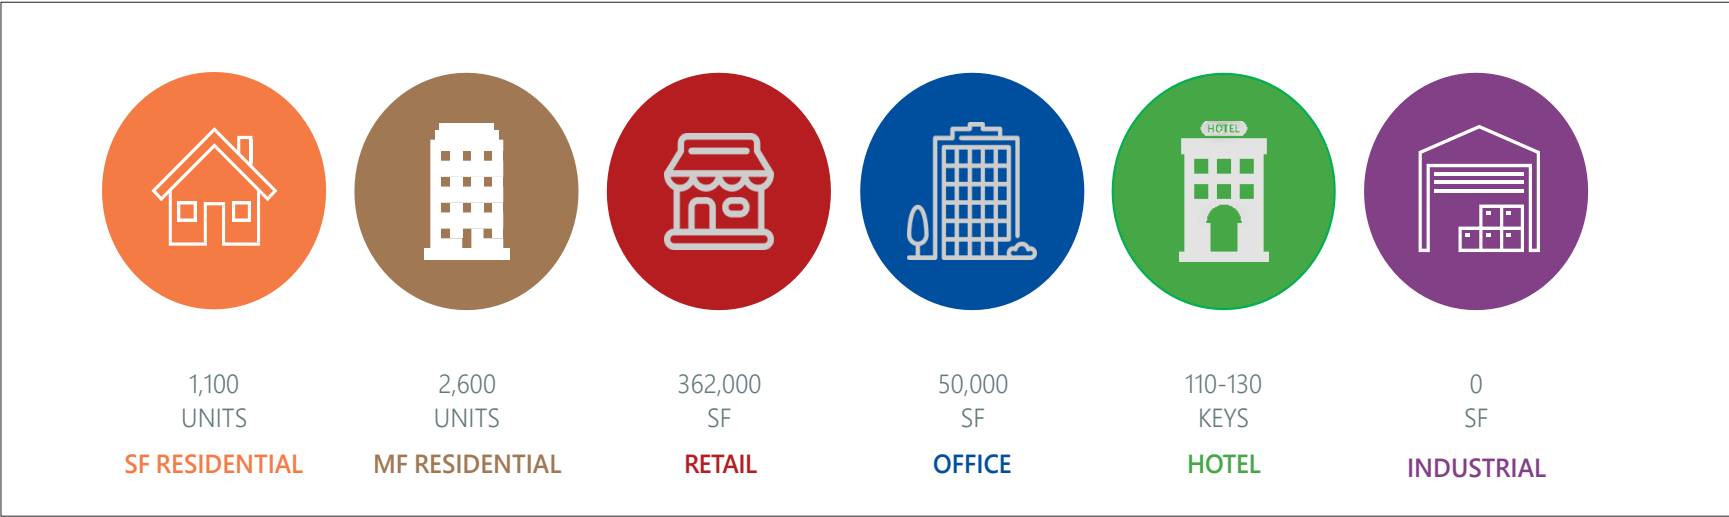 HOTEL
1,100
UNITS
SF RESIDENTIAL
2,600
UNITS
MF RESIDENTIAL
362,000
SF
RETAIL
50,000
SF
OFFICE
110-130
KEYS
HOTEL
0
SF
INDUSTRIAL